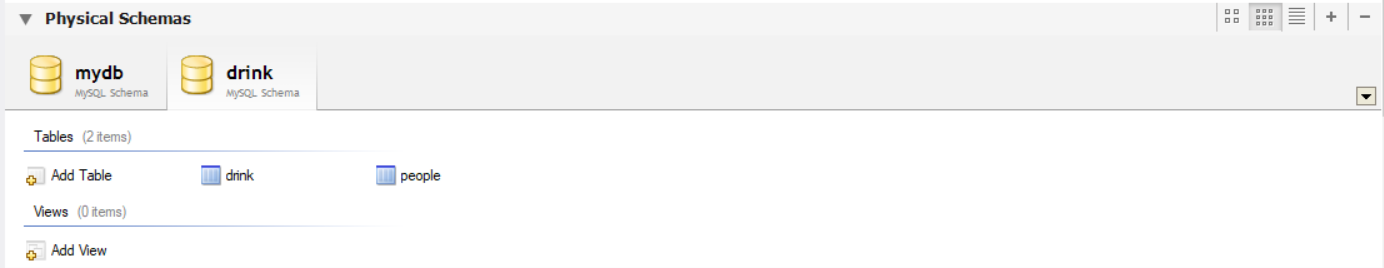 Physical Schemas
mydb
MySQL Schema
drink
MySQL Schema
Tables (2 items)
Add Table drink people
Views (0 items)
Add View